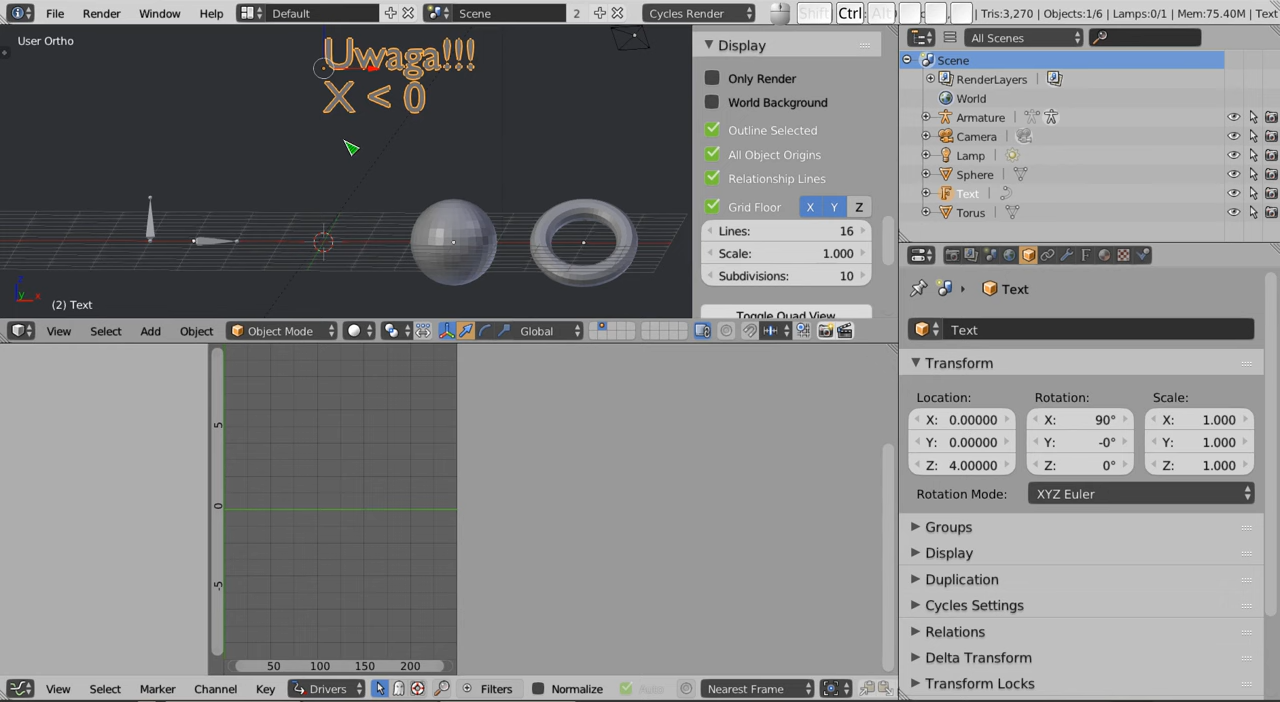 File Render Window Help Default Scene 2 Cycles Render Shift Ctrl Alt Tris:3,270 | Objects:1/6 | Lamps:0/1 | Mem:75.40M | Text
User Ortho
Uwaga!!!
X < 0
(2) Text
Display
Only Render
World Background
Outline Selected
All Object Origins
Relationship Lines
Grid Floor X Y Z
Lines: 16
Scale: 1.000
Subdivisions: 10
Toggle Quad View
View Select Add Object Object Mode Global
5
0
-5
50 100 150 200
View Select Marker Channel Key Drivers Filters Normalize Auto Nearest Frame
All Scenes
Scene
RenderLayers
World
Armature
Camera
Lamp
Sphere
Text
Torus
Text
Text
Transform
Location: Rotation: Scale:
X: 0.00000 X: 90° X: 1.000
Y: 0.00000 Y: -0° Y: 1.000
Z: 4.00000 Z: 0° Z: 1.000
Rotation Mode: XYZ Euler
Groups
Display
Duplication
Cycles Settings
Relations
Delta Transform
Transform Locks